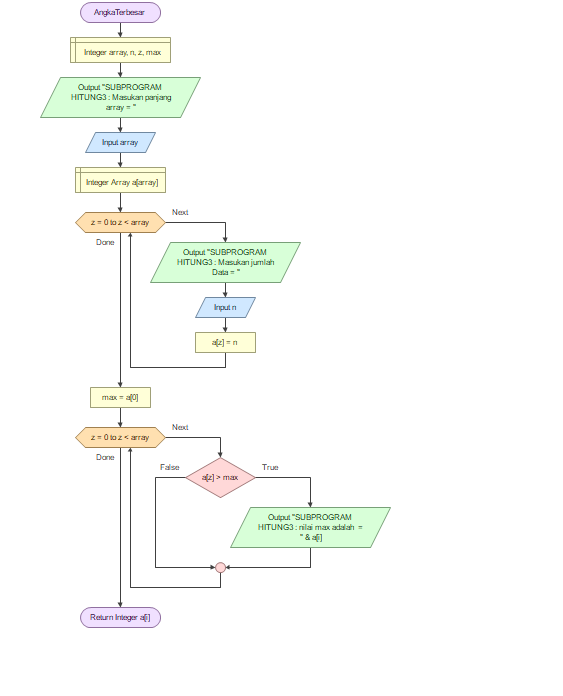 AngkaTerbesar
Integer array, n, z, max
Output "SUBPROGRAM
HITUNG3 : Masukan panjang
array = "
Input array
Integer Array a[array]
z = 0 to z < array
Next
Done
Output "SUBPROGRAM
HITUNG3 : Masukan jumlah
Data = "
Input n
a[z] = n
max = a[0]
z = 0 to z < array
Next
Done
False
True
a[z] > max
Output "SUBPROGRAM
HITUNG3 : nilai max adalah =
" & a[i]
Return Integer a[i]